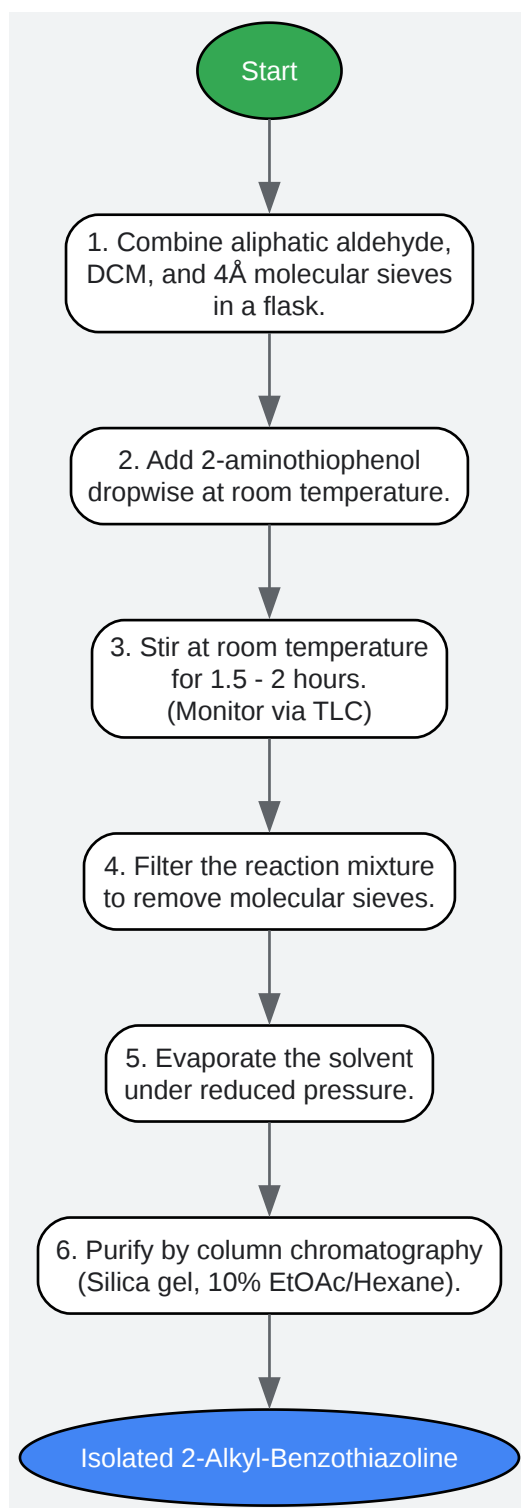 Start
1. Combine aliphatic aldehyde,
DCM, and 4Å molecular sieves
in a flask.
2. Add 2-aminothiophenol
dropwise at room temperature.
3. Stir at room temperature
for 1.5 - 2 hours.
(Monitor via TLC)
4. Filter the reaction mixture
to remove molecular sieves.
5. Evaporate the solvent
under reduced pressure.
6. Purify by column chromatography
(Silica gel, 10% EtOAc/Hexane).
Isolated 2-Alkyl-Benzothiazoline